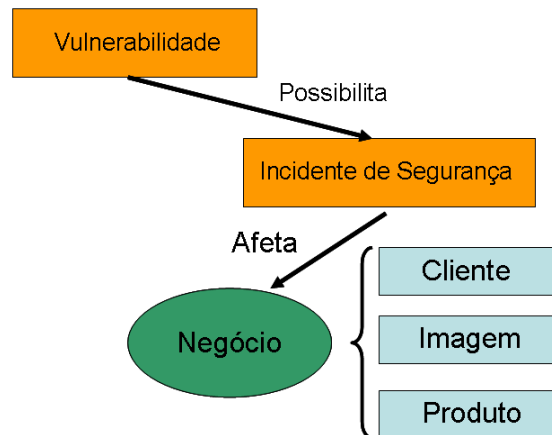 Vulnerabilidade
Possibilita
Incidente de Segurança
Afeta
Cliente
Negócio
Imagem
Produto